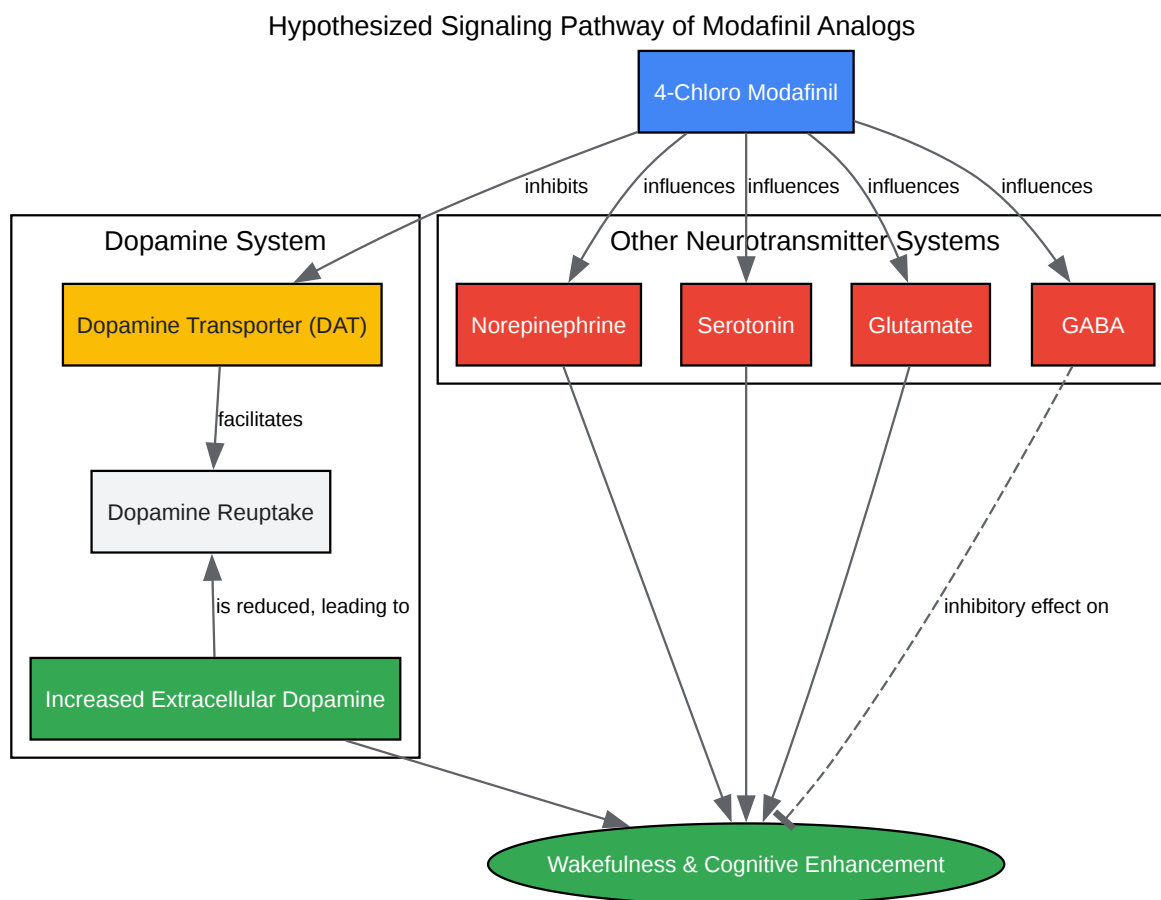 Hypothesized Signaling Pathway of Modafinil Analogs
4-Chloro Modafinil
inhibits
influences
influences
influences
influences
Dopamine System
Other Neurotransmitter Systems
Dopamine Transporter (DAT)
Norepinephrine
Serotonin
Glutamate
GABA
facilitates
Dopamine Reuptake
is reduced, leading to
inhibitory effect on
Increased Extracellular Dopamine
Wakefulness & Cognitive Enhancement